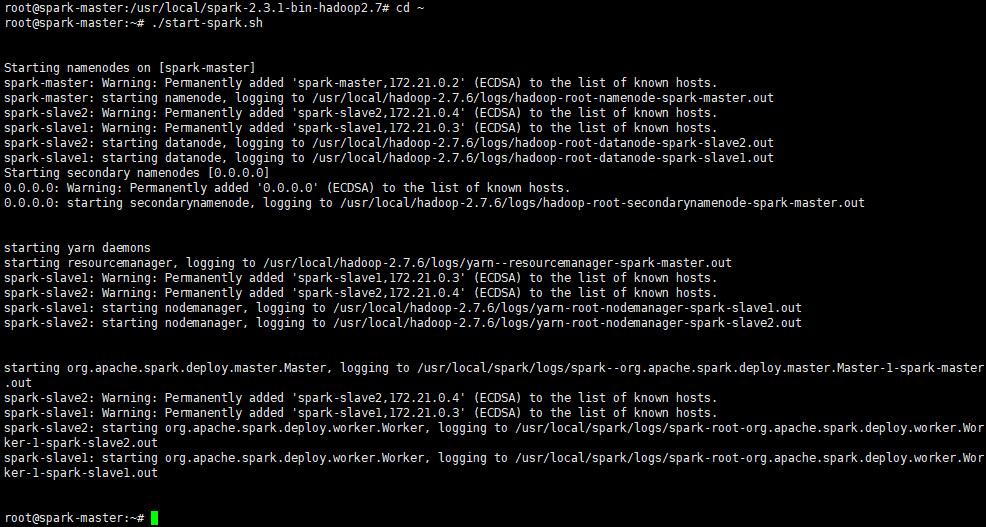 root@spark-master:/usr/local/spark-2.3.1-bin-hadoop2.7# cd ~
root@spark-master:~# ./start-spark.sh
Starting namenodes on [spark-master]
spark-master: Warning: Permanently added 'spark-master,172.21.0.2' (ECDSA) to the list of known hosts.
spark-master: starting namenode, logging to /usr/local/hadoop-2.7.6/logs/hadoop-root-namenode-spark-master.out
spark-slave2: Warning: Permanently added 'spark-slave2,172.21.0.4' (ECDSA) to the list of known hosts.
spark-slave1: Warning: Permanently added 'spark-slave1,172.21.0.3' (ECDSA) to the list of known hosts.
spark-slave2: starting datanode, logging to /usr/local/hadoop-2.7.6/logs/hadoop-root-datanode-spark-slave2.out
spark-slave1: starting datanode, logging to /usr/local/hadoop-2.7.6/logs/hadoop-root-datanode-spark-slave1.out
Starting secondary namenodes [0.0.0.0]
0.0.0.0: Warning: Permanently added '0.0.0.0' (ECDSA) to the list of known hosts.
0.0.0.0: starting secondarynamenode, logging to /usr/local/hadoop-2.7.6/logs/hadoop-root-secondarynamenode-spark-master.out
starting yarn daemons
starting resourcemanager, logging to /usr/local/hadoop-2.7.6/logs/yarn--resourcemanager-spark-master.out
spark-slave1: Warning: Permanently added 'spark-slave1,172.21.0.3' (ECDSA) to the list of known hosts.
spark-slave2: Warning: Permanently added 'spark-slave2,172.21.0.4' (ECDSA) to the list of known hosts.
spark-slave1: starting nodemanager, logging to /usr/local/hadoop-2.7.6/logs/yarn-root-nodemanager-spark-slave1.out
spark-slave2: starting nodemanager, logging to /usr/local/hadoop-2.7.6/logs/yarn-root-nodemanager-spark-slave2.out
starting org.apache.spark.deploy.master.Master, logging to /usr/local/spark/logs/spark--org.apache.spark.deploy.master.Master-1-spark-master
.out
spark-slave2: Warning: Permanently added 'spark-slave2,172.21.0.4' (ECDSA) to the list of known hosts.
spark-slave1: Warning: Permanently added 'spark-slave1,172.21.0.3' (ECDSA) to the list of known hosts.
spark-slave2: starting org.apache.spark.deploy.worker.Worker, logging to /usr/local/spark/logs/spark-root-org.apache.spark.deploy.worker.Wor
ker-1-spark-slave2.out
spark-slave1: starting org.apache.spark.deploy.worker.Worker, logging to /usr/local/spark/logs/spark-root-org.apache.spark.deploy.worker.Wor
ker-1-spark-slave1.out
root@spark-master:~#